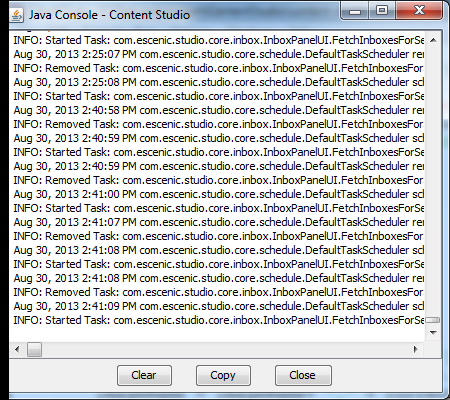 Java Console - Content Studio
INFO: Started Task: com.escenic.studio.core.inbox.InboxPanelUI.FetchInboxesForSe
Aug 30, 2013 2:25:07 PM com.escenic.studio.core.schedule.DefaultTaskScheduler rer
INFO: Removed Task: com.escenic.studio.core.inbox.InboxPanelUI.FetchInboxesForS
Aug 30, 2013 2:25:08 PM com.escenic.studio.core.schedule.DefaultTaskScheduler sch
INFO: Started Task: com.escenic.studio.core.inbox.InboxPanelUI.FetchInboxesForSe
Aug 30, 2013 2:40:58 PM com.escenic.studio.core.schedule.DefaultTaskScheduler rer
INFO: Removed Task: com.escenic.studio.core.inbox.InboxPanelUI.FetchInboxesForS
Aug 30, 2013 2:40:59 PM com.escenic.studio.core.schedule.DefaultTaskScheduler sch
INFO: Started Task: com.escenic.studio.core.inbox.InboxPanelUI.FetchInboxesForSe
Aug 30, 2013 2:40:59 PM com.escenic.studio.core.schedule.DefaultTaskScheduler rer
INFO: Removed Task: com.escenic.studio.core.inbox.InboxPanelUI.FetchInboxesForS
Aug 30, 2013 2:41:00 PM com.escenic.studio.core.schedule.DefaultTaskScheduler sch
INFO: Started Task: com.escenic.studio.core.inbox.InboxPanelUI.FetchInboxesForSe
Aug 30, 2013 2:41:07 PM com.escenic.studio.core.schedule.DefaultTaskScheduler rer
INFO: Removed Task: com.escenic.studio.core.inbox.InboxPanelUI.FetchInboxesForS
Aug 30, 2013 2:41:08 PM com.escenic.studio.core.schedule.DefaultTaskScheduler sch
INFO: Started Task: com.escenic.studio.core.inbox.InboxPanelUI.FetchInboxesForSe
Aug 30, 2013 2:41:08 PM com.escenic.studio.core.schedule.DefaultTaskScheduler rer
INFO: Removed Task: com.escenic.studio.core.inbox.InboxPanelUI.FetchInboxesForS
Aug 30, 2013 2:41:09 PM com.escenic.studio.core.schedule.DefaultTaskScheduler sch
INFO: Started Task: com.escenic.studio.core.inbox.InboxPanelUI.FetchInboxesForSe
Clear Copy Close